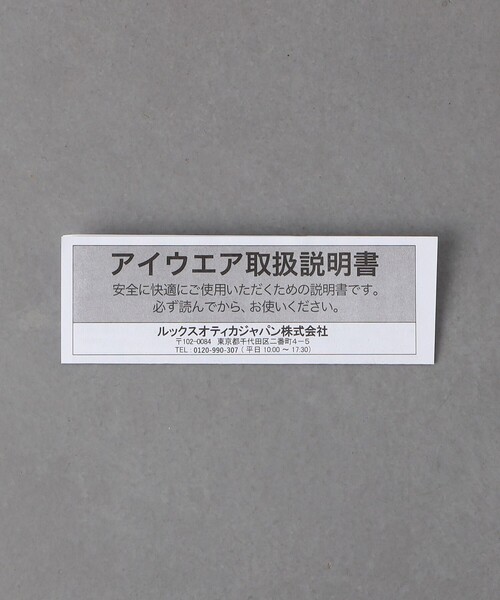 アイウエア取扱説明書
安全に快適にご使用いただくための説明書です。
必ず読んでから、お使いください。
ルックスオティカジャパン株式会社
〒102-0084 東京都千代田区二番町4-5
TEL:0120-990-307 (平日 10:00 ~ 17:30)